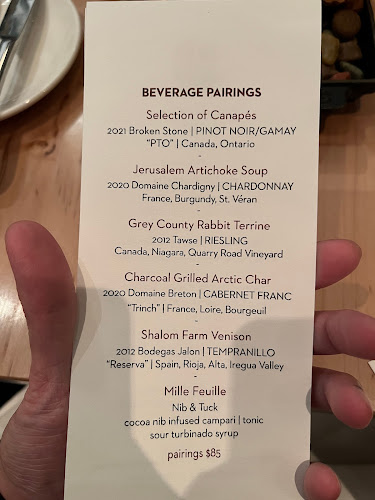 BEVERAGE PAIRINGS
Selection of Canapés
2021 Broken Stone | PINOT NOIR/GAMAY
"PTO" | Canada, Ontario
-
Jerusalem Artichoke Soup
2020 Domaine Chardigny | CHARDONNAY
France, Burgundy, St. Véran
-
Grey County Rabbit Terrine
2012 Tawse | RIESLING
Canada, Niagara, Quarry Road Vineyard
-
Charcoal Grilled Arctic Char
2020 Domaine Breton | CABERNET FRANC
"Trinch" | France, Loire, Bourgeuil
-
Shalom Farm Venison
2012 Bodegas Jalon | TEMPRANILLO
"Reserva" | Spain, Rioja, Alta, Iregua Valley
-
Mille Feuille
Nib & Tuck
cocoa nib infused campari | tonic
sour turbinado syrup
pairings $85